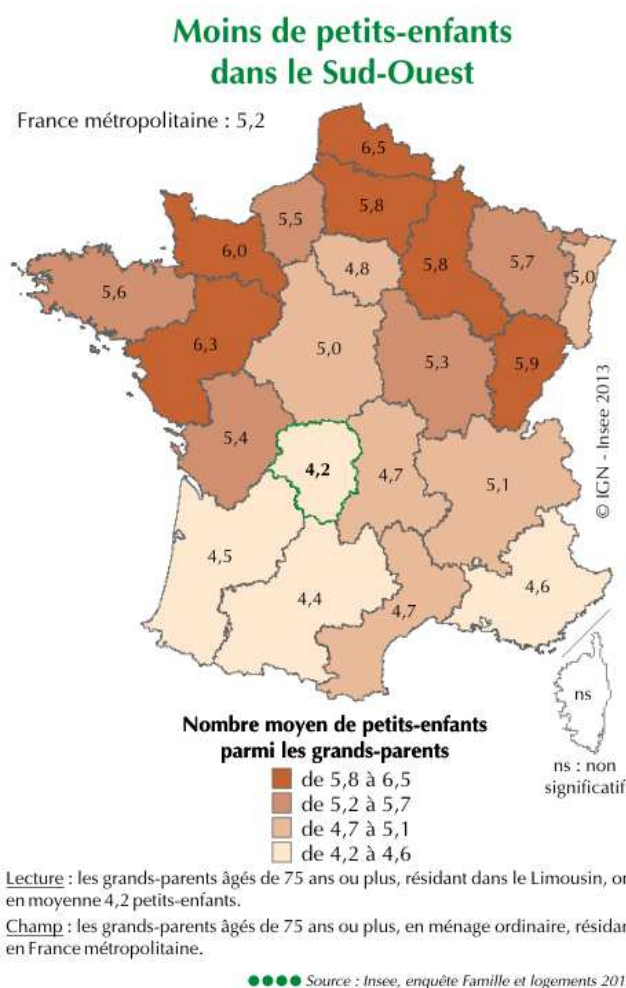 Moins de petits-enfants
dans le Sud-Ouest
France métropolitaine : 5,2
6,5
5,8
5,5
6,0
4,8
5,8
5,7
5,0
5,6
6,3
5,0
5,3
5,9
© IGN - Insee 2013
5,4
4,2
4,7
5,1
4,5
4,4
4,7
4,6
ns
Nombre moyen de petits-enfants
parmi les grands-parents
ns : non
significatif
de 5,8 à 6,5
de 5,2 à 5,7
de 4,7 à 5,1
de 4,2 à 4,6
Lecture : les grands-parents âgés de 75 ans ou plus, résidant dans le Limousin, on
en moyenne 4,2 petits-enfants.
Champ : les grands-parents âgés de 75 ans ou plus, en ménage ordinaire, résidan
en France métropolitaine.
Source : Insee, enquête Famille et logements 201